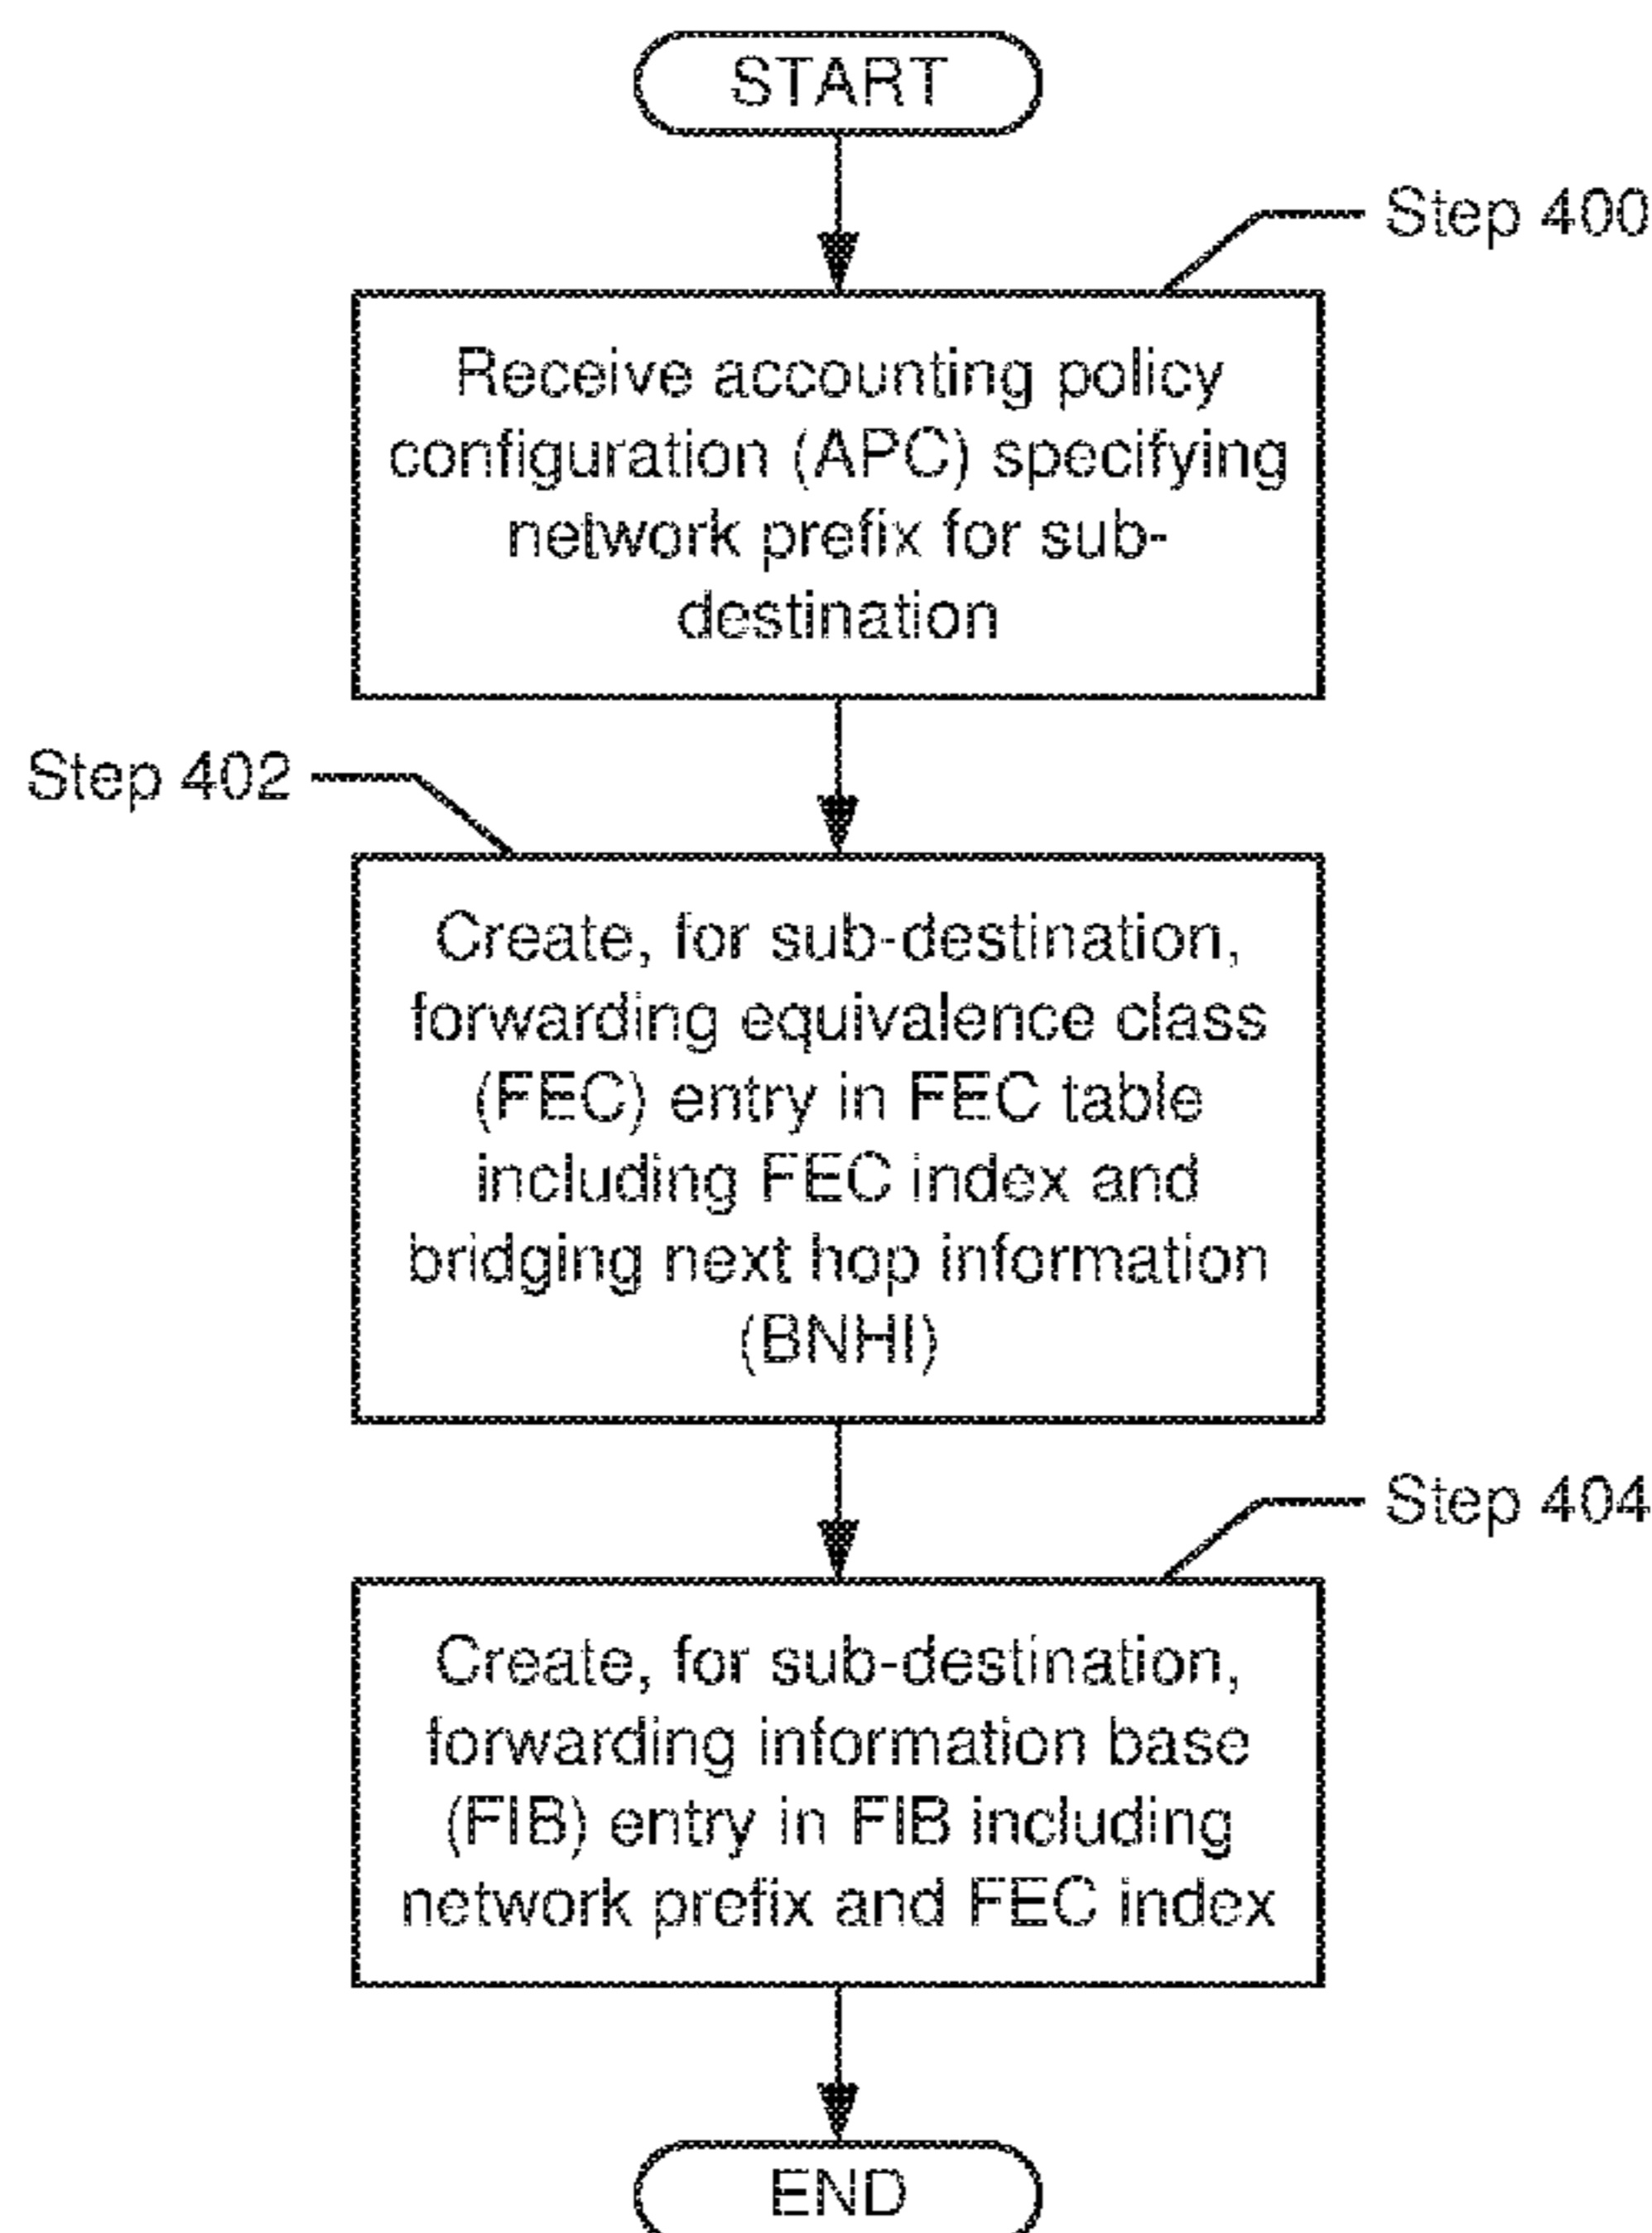 START
Step 400
Receive accounting policy
configuration (APC) specifying
network prefix for sub-
destination
Step 402
Create, for sub-destination,
forwarding equivalence class
(FEC) entry in FEC table
including FEC index and
bridging next hop information
(BNHI)
Step 404
Create, for sub-destination,
forwarding information base
(FIB) entry in FIB including
network prefix and FEC index
END